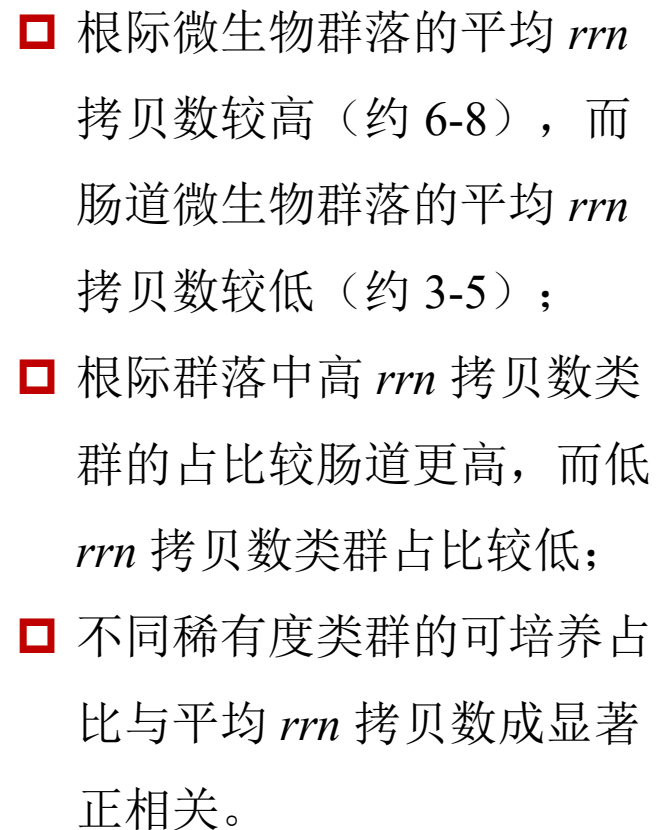 根际微生物群落的平均 rrn
拷贝数较高（约 6-8），而
肠道微生物群落的平均 rrn
拷贝数较低（约 3-5）；
根际群落中高 rrn 拷贝数类
群的占比较肠道更高，而低
rrn 拷贝数类群占比较低；
不同稀有度类群的可培养占
比与平均 rrn 拷贝数成显著
正相关。